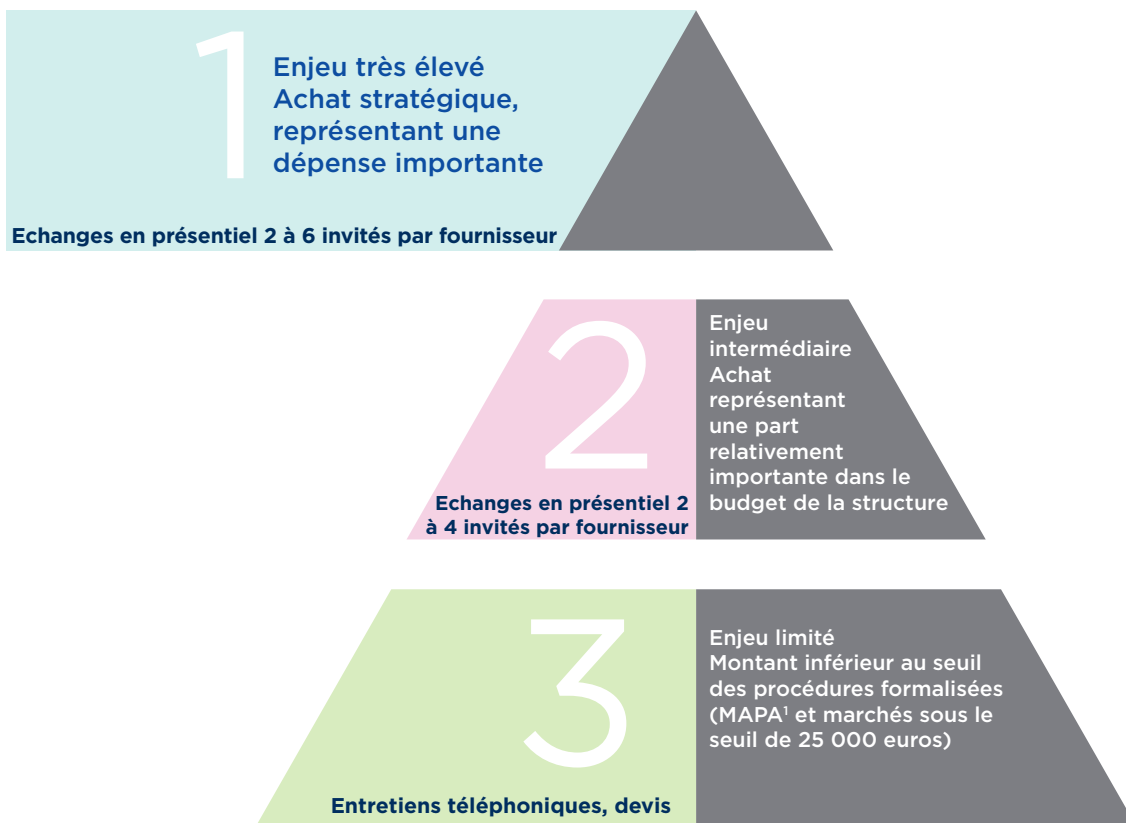 1
Enjeu très élevé
Achat stratégique,
représentant une
dépense importante
Echanges en présentiel 2 à 6 invités par fournisseur
2
Echanges en présentiel 2
à 4 invités par fournisseur
Enjeu
intermédiaire
Achat
représentant
une part
relativement
importante dans le
budget de la structure
3
Entretiens téléphoniques, devis
Enjeu limité
Montant inférieur au seuil
des procédures formalisées
(MAPA¹ et marchés sous le
seuil de 25 000 euros)